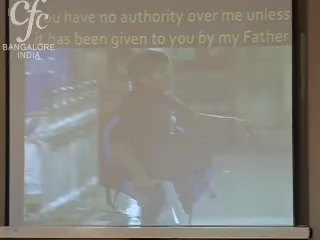 cfc
BANGALORE
INDIA
You have no authority over me unless
it has been given to you by my Father